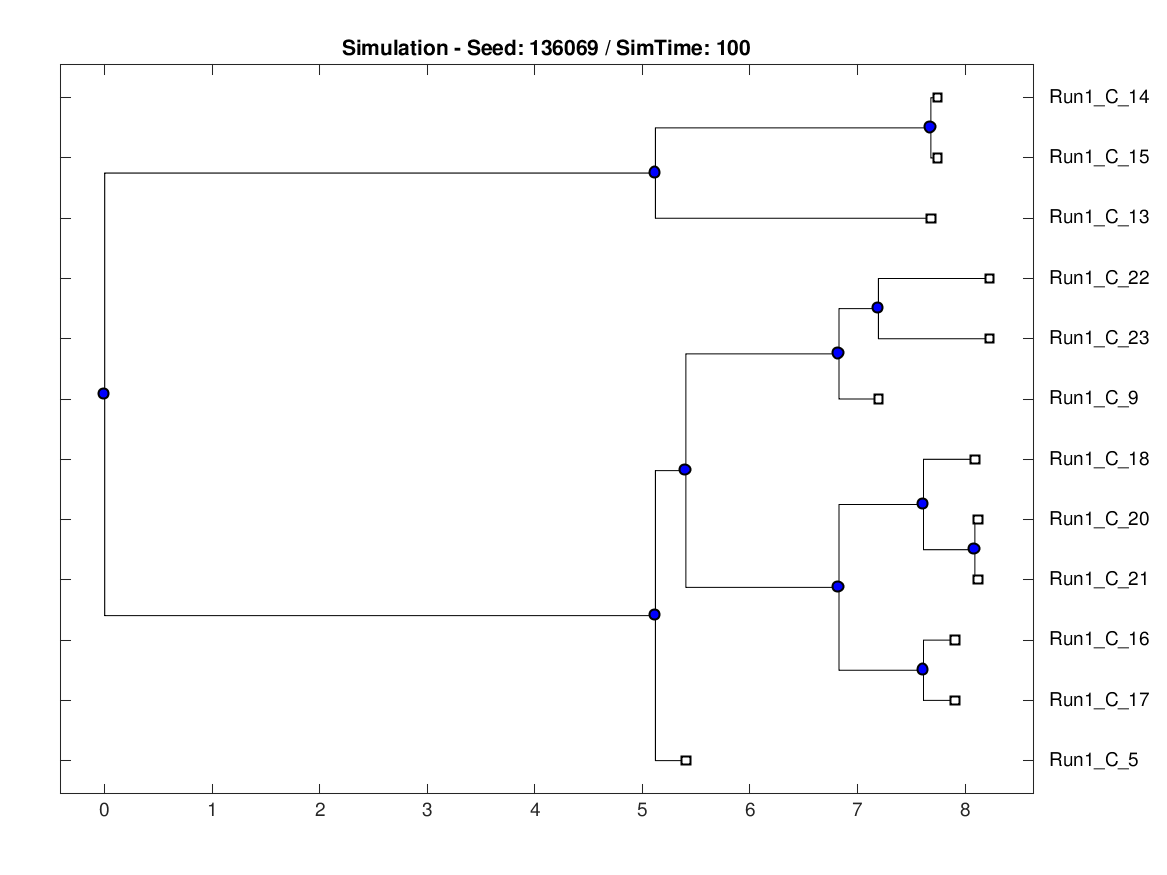 Simulation - Seed: 136069 / SimTime: 100
Run1_C_14
Run1_C_15
Run1_C_13
Run1_C_22
Run1_C_23
Run1_C_9
Run1_C_18
Run1_C_20
Run1_C_21
Run1_C_16
Run1_C_17
Run1_C_5
0 1 2 3 4 5 6 7 8